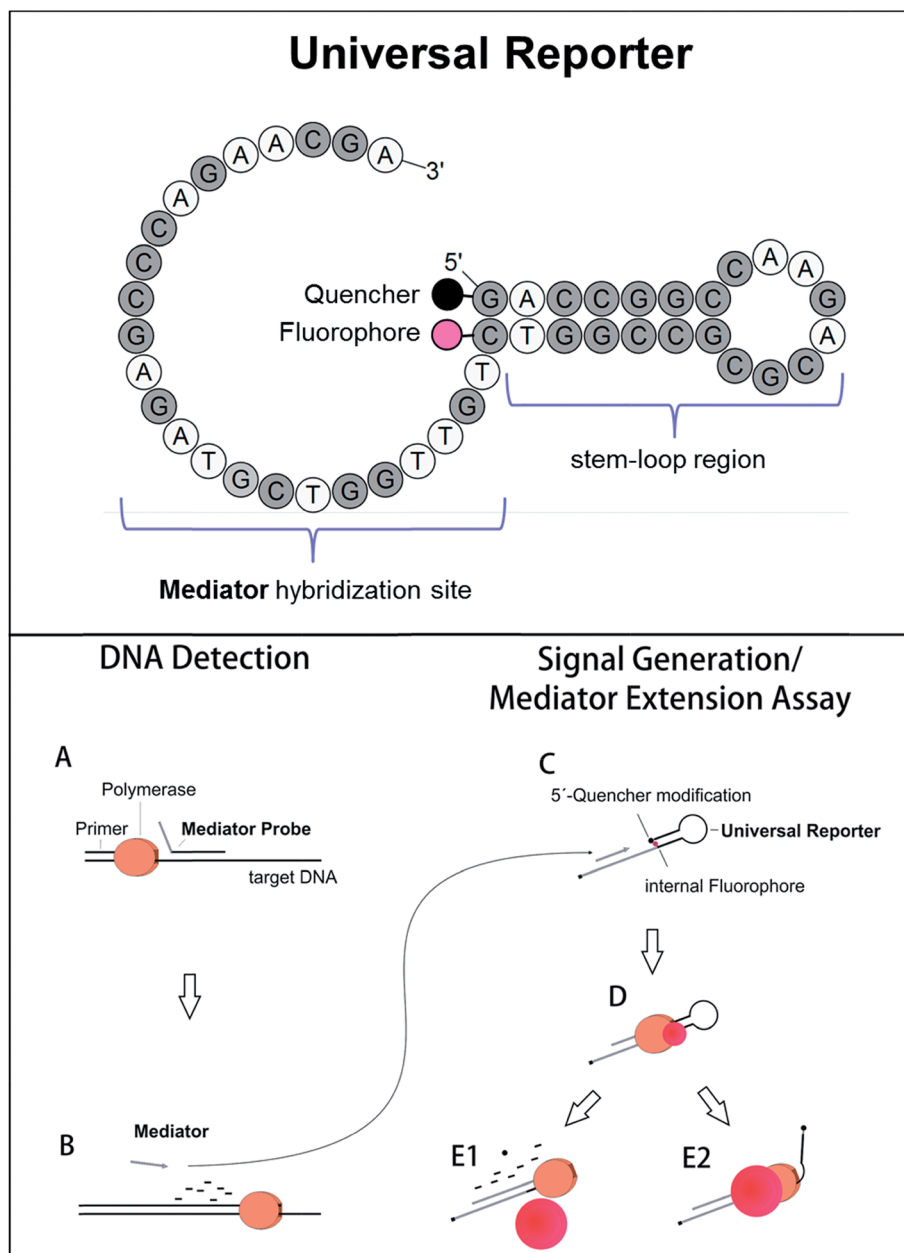 Universal Reporter
G A A C G A
3'
A
C
C
C
G
A
G
A
T G C T G G T T G T
5'
Quencher
G A C C G G C C A A G A C G C
Fluorophore
C T G G C C G
stem-loop region
Mediator hybridization site
DNA Detection
Signal Generation/
Mediator Extension Assay
A
Polymerase
Primer
Mediator Probe
target DNA
C
5´-Quencher modification
Universal Reporter
internal Fluorophore
D
B
Mediator
E1
E2